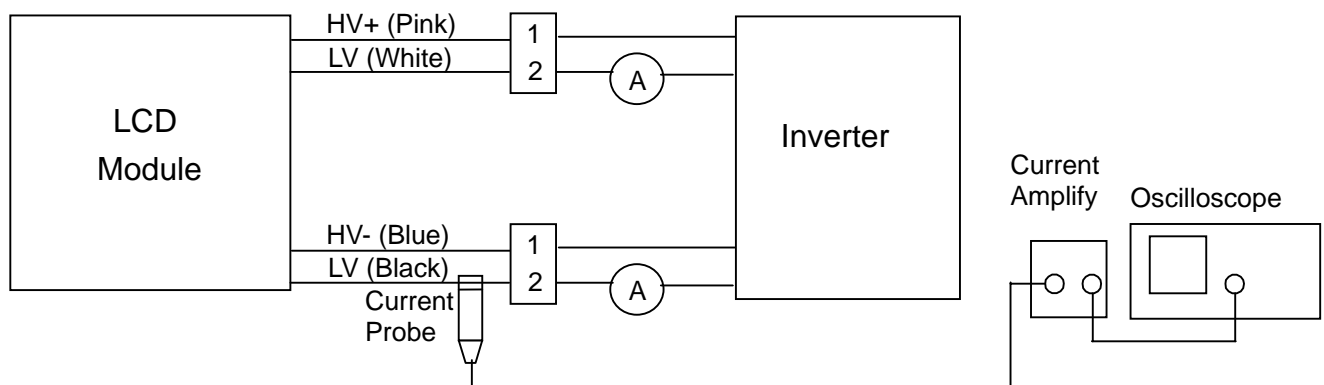 HV+ (Pink)
LV (White)
1
2
A
LCD
Module
Inverter
HV- (Blue)
LV (Black)
1
2
A
Current
Probe
Current
Amplify
Oscilloscope